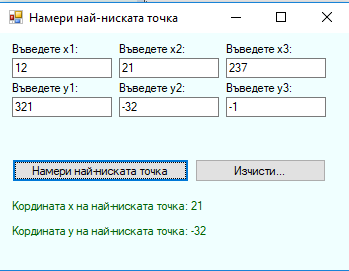 Намери най-ниската точка
Въведете x1: Въведете x2: Въведете x3:
12 21 237
Въведете y1: Въведете y2: Въведете y3:
321 -32 -1
Намери най-ниската точка Изчисти...
Кордината x на най-ниската точка: 21
Кордината y на най-ниската точка: -32